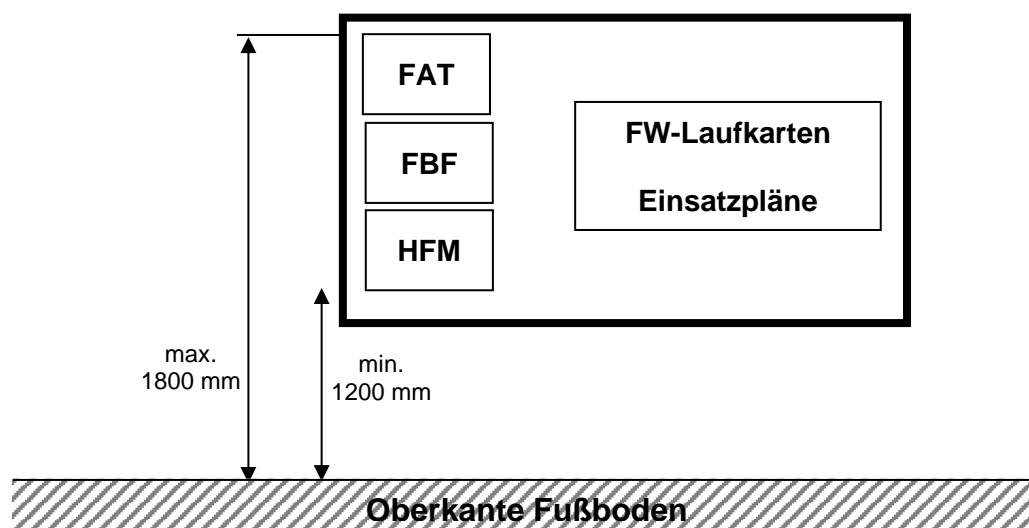 FAT
FBF
HFM
FW-Laufkarten
Einsatzpläne
max.
1800 mm
min.
1200 mm
Oberkante Fußboden